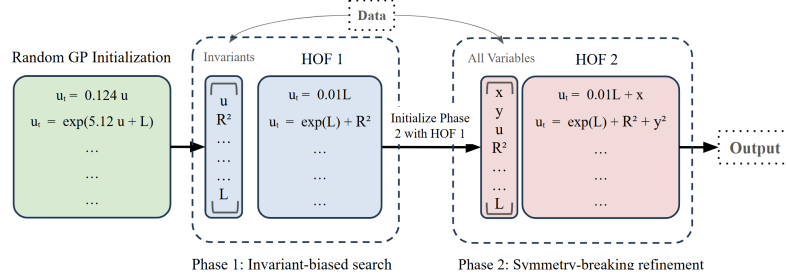 Data
Random GP Initialization
uₜ = 0.124 u
uₜ = exp(5.12 u + L)
…
…
…
Invariants
u
R²
…
…
…
L
HOF 1
uₜ = 0.01L
uₜ = exp(L) + R²
…
…
…
Phase 1: Invariant-biased search
Initialize Phase
2 with HOF 1
All Variables
x
y
u
R²
…
…
L
HOF 2
uₜ = 0.01L + x
uₜ = exp(L) + R² + y²
…
…
…
Phase 2: Symmetry-breaking refinement
Output